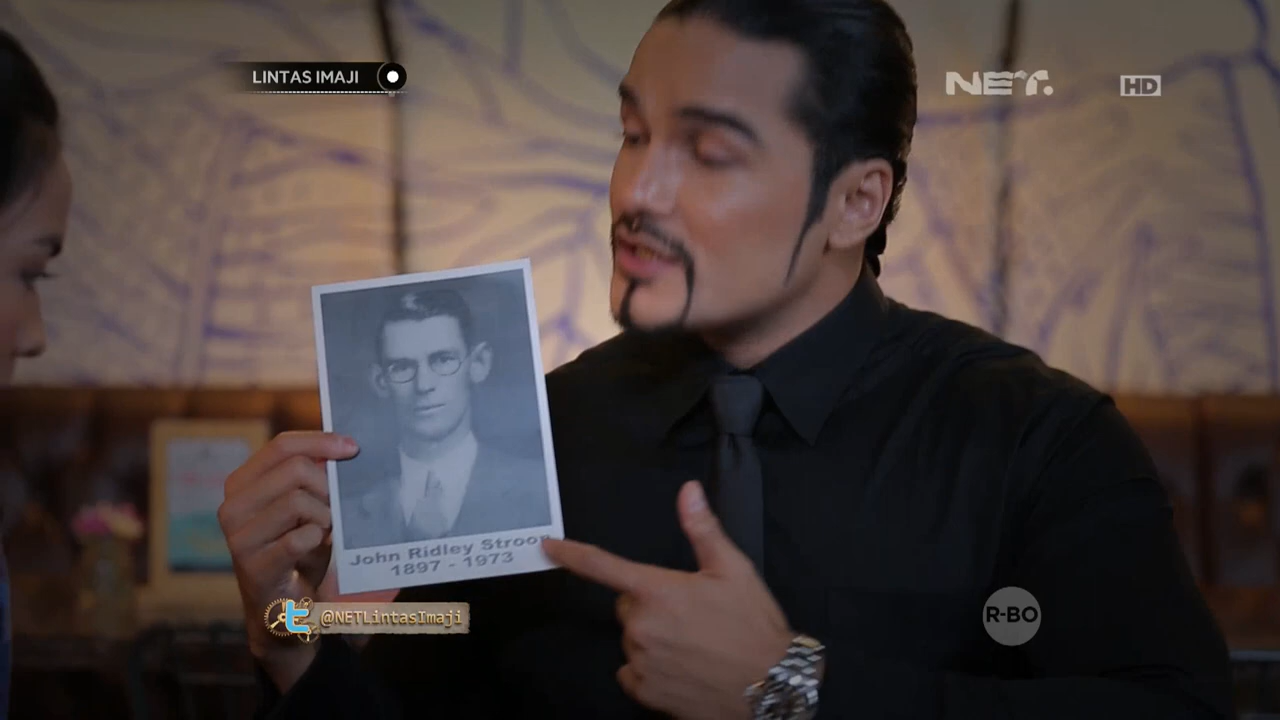 LINTAS IMAJI
NET.
HD
John Ridley Stroop
1897 - 1973
@NETLintasImaji
R-BO